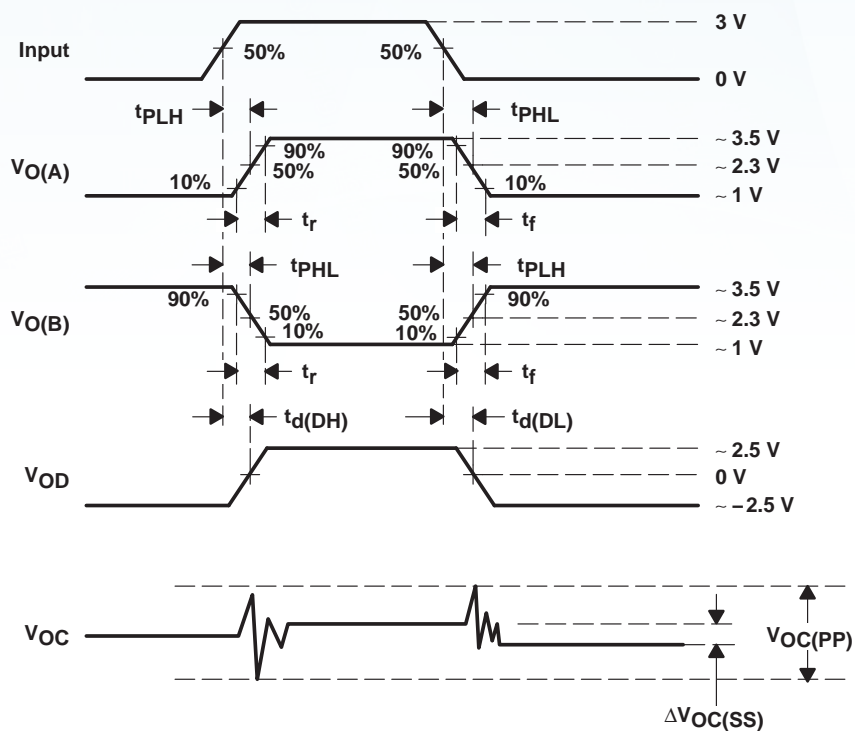 3 V
Input
50%
50%
0 V
tPLH
tPHL
~ 3.5 V
90%
90%
VO(A)
50%
50%
~ 2.3 V
10%
10%
~ 1 V
tr
tf
tPHL
tPLH
~ 3.5 V
90%
90%
VO(B)
50%
50%
~ 2.3 V
10%
10%
~ 1 V
tr
tf
td(DH)
td(DL)
~ 2.5 V
VOD
0 V
~ –2.5 V
VOC
VOC(PP)
ΔVOC(SS)